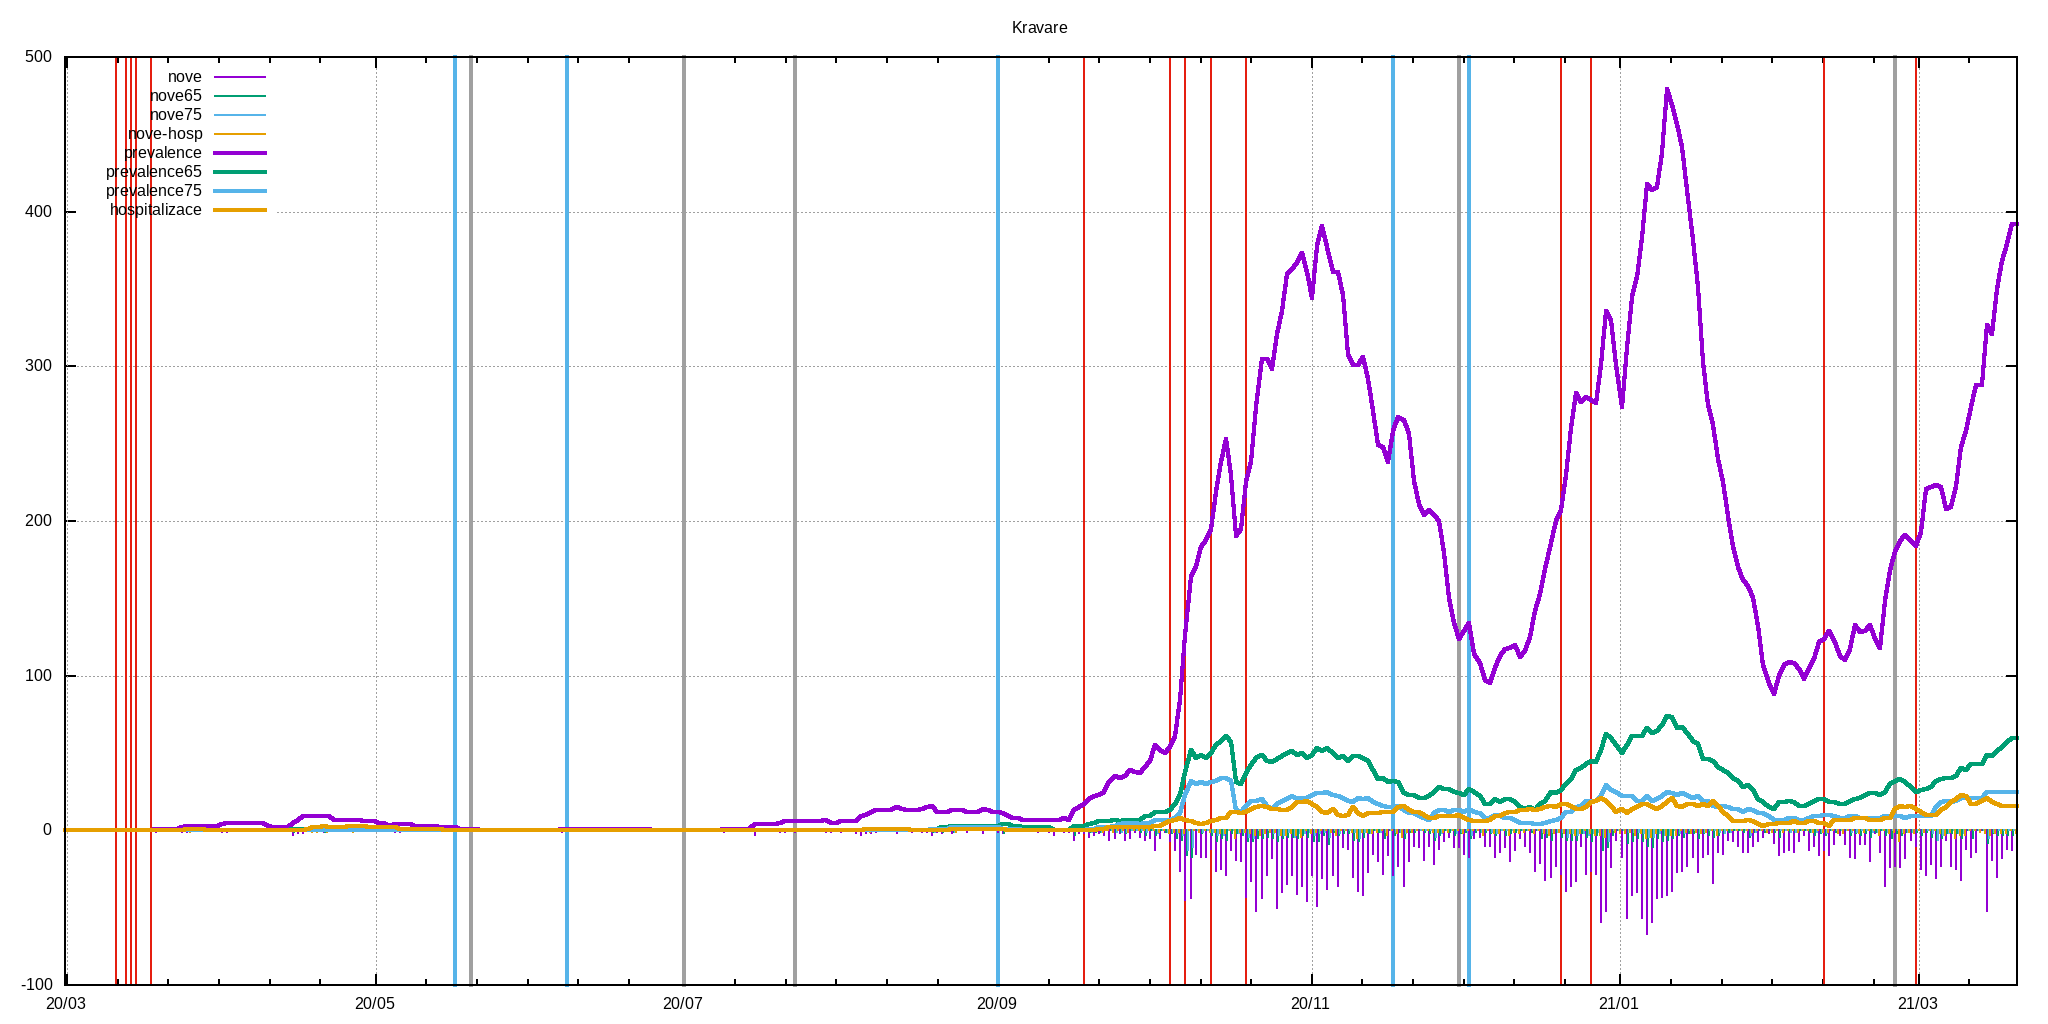 Kravare
500
400
300
200
100
0
-100
nove
nove65
nove75
nove-hosp
prevalence
prevalence65
prevalence75
hospitalizace
20/03 20/05 20/07 20/09 20/11 21/01 21/03